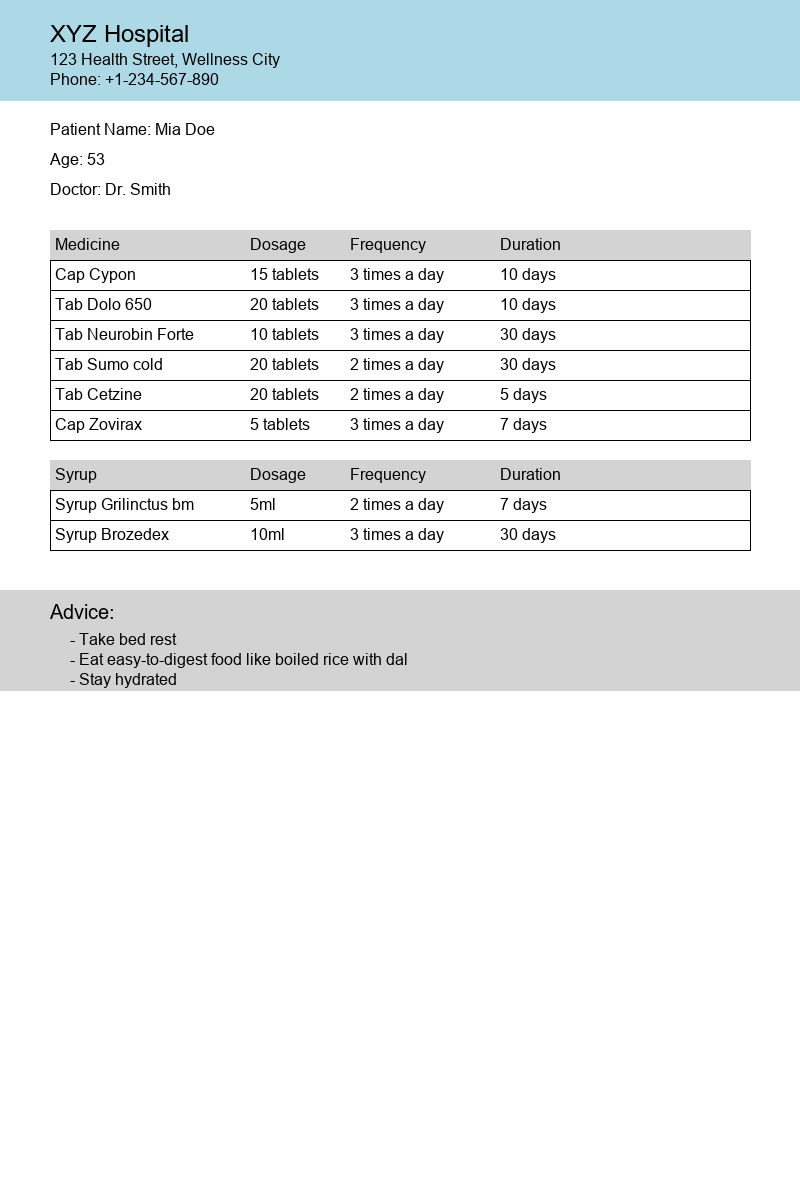 XYZ Hospital
123 Health Street, Wellness City
Phone: +1-234-567-890
Patient Name: Mia Doe
Age: 53
Doctor: Dr. Smith
Medicine Dosage Frequency Duration
Cap Cypon 15 tablets 3 times a day 10 days
Tab Dolo 650 20 tablets 3 times a day 10 days
Tab Neurobin Forte 10 tablets 3 times a day 30 days
Tab Sumo cold 20 tablets 2 times a day 30 days
Tab Cetzine 20 tablets 2 times a day 5 days
Cap Zovirax 5 tablets 3 times a day 7 days
Syrup Dosage Frequency Duration
Syrup Grilinctus bm 5ml 2 times a day 7 days
Syrup Brozedex 10ml 3 times a day 30 days
Advice:
- Take bed rest
- Eat easy-to-digest food like boiled rice with dal
- Stay hydrated